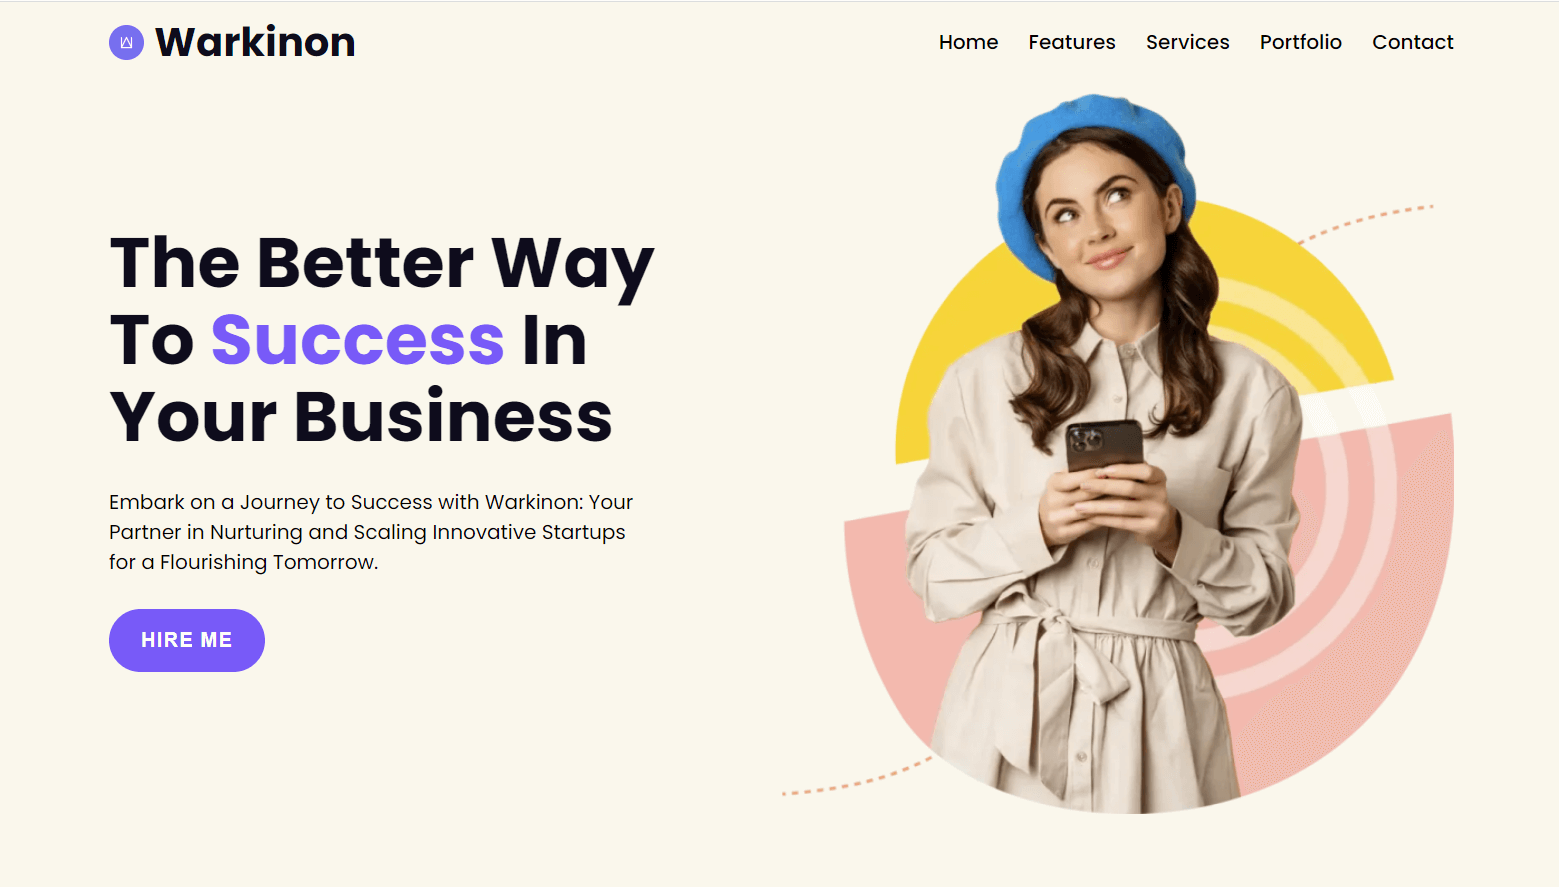 Warkinon
Home Features Services Portfolio Contact
The Better Way
To Success In
Your Business
Embark on a Journey to Success with Warkinon: Your
Partner in Nurturing and Scaling Innovative Startups
for a Flourishing Tomorrow.
HIRE ME